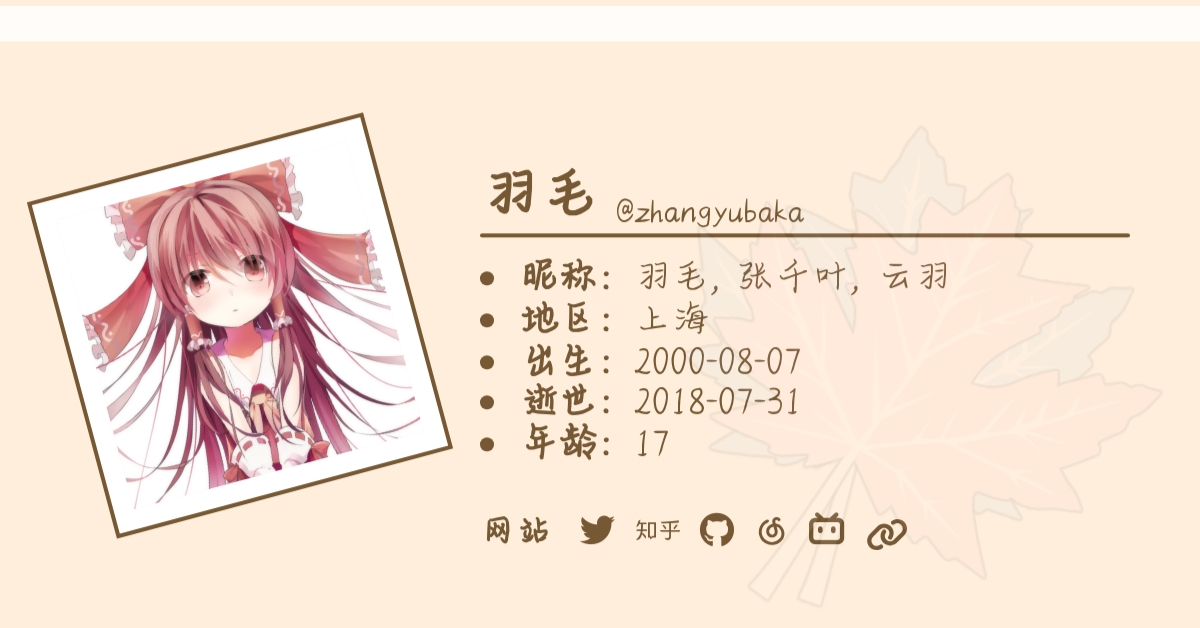 羽毛 @zhangyubaka
昵称：羽毛，张千叶，云羽
地区：上海
出生：2000-08-07
逝世：2018-07-31
年龄：17
网站 知乎